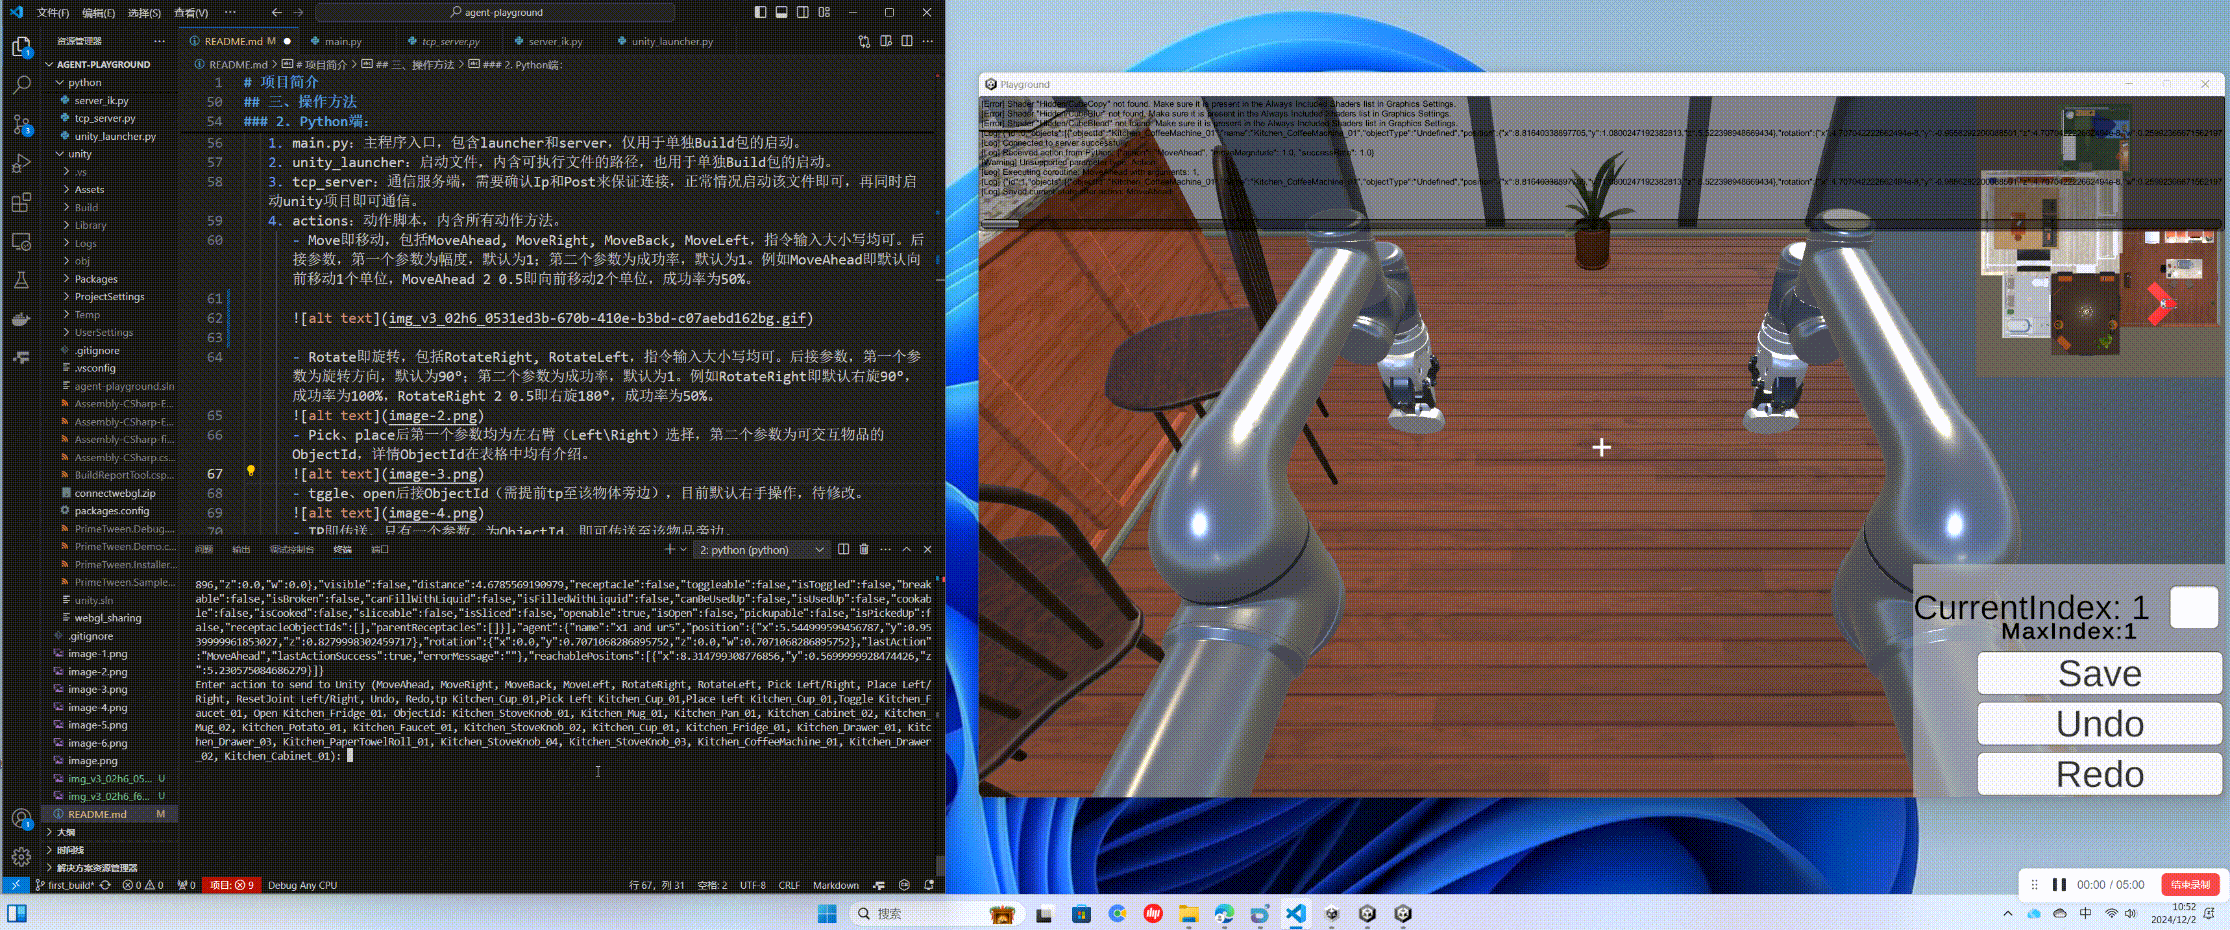 文件(F) 编辑(E) 选择(S) 查看(V) ··· agent-playground
资源管理器 ···
README.md M main.py tcp_server.py server_ik.py unity_launcher.py
README.md > # 项目简介 > ## 三、操作方法 > ### 2. Python端:
AGENT-PLAYGROUND
python
server_ik.py
tcp_server.py
unity_launcher.py
unity
.vs
Assets
Build
Library
Logs
obj
Packages
ProjectSettings
Temp
UserSettings
.gitignore
.vsconfig
agent-playground.sln
Assembly-CSharp-E...
Assembly-CSharp-E...
Assembly-CSharp-fi...
Assembly-CSharp.cs...
BuildReportTool.csp...
connectwebgl.zip
packages.config
PrimeTween.Debug....
PrimeTween.Demo.c...
PrimeTween.Installer...
PrimeTween.Sample...
unity.sln
webgl_sharing
.gitignore
image-1.png
image-2.png
image-3.png
image-4.png
image-5.png
image-6.png
image.png
img_v3_02h6_05... U
img_v3_02h6_f6... U
README.md M
大纲
时间线
解决方案资源管理器
1 # 项目简介
50 ## 三、操作方法
54 ### 2. Python端:
56 1. main.py: 主程序入口，包含launcher和server，仅用于单独Build包的启动。
57 2. unity_launcher: 启动文件，内含可执行文件的路径，也用于单独Build包的启动。
58 3. tcp_server: 通信服务端，需要确认Ip和Post来保证连接，正常情况启动该文件即可，再同时启
动unity项目即可通信。
59 4. actions: 动作脚本，内含所有动作方法。
60 - Move即移动，包括MoveAhead, MoveRight, MoveBack, MoveLeft，指令输入大小写均可。后
接参数，第一个参数为幅度，默认为1；第二个参数为成功率，默认为1。例如MoveAhead即默认向
前移动1个单位，MoveAhead 2 0.5即向前移动2个单位，成功率为50%。
61
62 ![alt text](img_v3_02h6_0531ed3b-670b-410e-b3bd-c07aebd162bg.gif)
63
64 - Rotate即旋转，包括RotateRight, RotateLeft，指令输入大小写均可。后接参数，第一个参
数为旋转方向，默认为90°；第二个参数为成功率，默认为1。例如RotateRight即默认右旋90°，
成功率为100%，RotateRight 2 0.5即右旋180°，成功率为50%。
65 ![alt text](image-2.png)
66 - Pick、place后第一个参数均为左右臂（Left\Right）选择，第二个参数为可交互物品的
ObjectId，详情ObjectId在表格中均有介绍。
67 ![alt text](image-3.png)
68 - tggle、open后接ObjectId（需提前tp至该物体旁边），目前默认右手操作，待修改。
69 ![alt text](image-4.png)
70 - TP即传送，只有一个参数，为ObjectId，即可传送至该物品旁边。
问题 输出 调试控制台 终端 端口 2: python (python)
896,"z":0.0,"w":0.0},"visible":false,"distance":4.6785569190979,"receptacle":false,"toggleable":false,"isToggled":false,"break
able":false,"isBroken":false,"canFillWithLiquid":false,"isFilledWithLiquid":false,"canBeUsedUp":false,"isUsedUp":false,"cookab
le":false,"isCooked":false,"sliceable":false,"isSliced":false,"openable":true,"isOpen":false,"pickupable":false,"isPickedUp":f
alse,"receptacleObjectIds":[],"parentReceptacles":[]}],"agent":{"name":"x1 and ur5","position":{"x":5.544999599456787,"y":0.95
39999961853027,"z":0.8279998302459717},"rotation":{"x":0.0,"y":0.7071068286895752,"z":0.0,"w":0.7071068286895752},"lastAction"
:"MoveAhead","lastActionSuccess":true,"errorMessage":""},"reachablePositons":[{"x":8.314799308776856,"y":0.5699999928474426,"z
":5.230575084686279}]]
Enter action to send to Unity (MoveAhead, MoveRight, MoveBack, MoveLeft, RotateRight, RotateLeft, Pick Left/Right, Place Left/
Right, ResetJoint Left/Right, Undo, Redo,tp Kitchen_Cup_01,Pick Left Kitchen_Cup_01,Place Left Kitchen_Cup_01,Toggle Kitchen_F
aucet_01, Open Kitchen_Fridge_01, ObjectId: Kitchen_StoveKnob_01, Kitchen_Mug_01, Kitchen_Pan_01, Kitchen_Cabinet_02, Kitchen_
Mug_02, Kitchen_Potato_01, Kitchen_Faucet_01, Kitchen_StoveKnob_02, Kitchen_Cup_01, Kitchen_Fridge_01, Kitchen_Drawer_01, Kitc
hen_Drawer_03, Kitchen_PaperTowelRoll_01, Kitchen_StoveKnob_04, Kitchen_StoveKnob_03, Kitchen_CoffeeMachine_01, Kitchen_Drawer
_02, Kitchen_Cabinet_01):
first_build* 0 0 0 项目: 9 Debug Any CPU 行 67，列 31 空格: 2 UTF-8 CRLF Markdown
Playground
[Error] Shader "Hidden/CubeCopy" not found. Make sure it is present in the Always Included Shaders list in Graphics Settings.
[Error] Shader "Hidden/CubeBlur" not found. Make sure it is present in the Always Included Shaders list in Graphics Settings.
[Error] Shader "Hidden/CubeBlend" not found. Make sure it is present in the Always Included Shaders list in Graphics Settings.
[Log] Connected to server successfully.
[Log] Received action from Python: {"action": "MoveAhead", "moveMagnitude": 1.0, "successRate": 1.0}
[Warning] Unsupported parameter type: Action
[Log] Executing coroutine: MoveAhead with arguments: 1,
CurrentIndex: 1
MaxIndex:1
Save
Undo
Redo
00:00 / 05:00 结束录制
搜索
中
10:52
2024/12/2